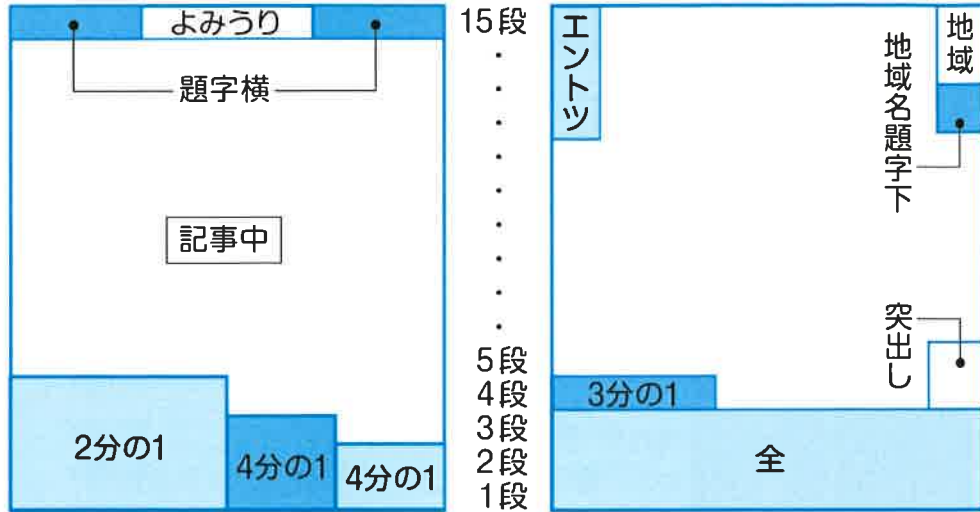 よみうり
題字横
記事中
2分の1
4分の1
4分の1
15段
・
・
・
・
・
・
・
・
・
5段
4段
3段
2段
1段
エントツ
地域
地域名題字下
突出し
3分の1
全